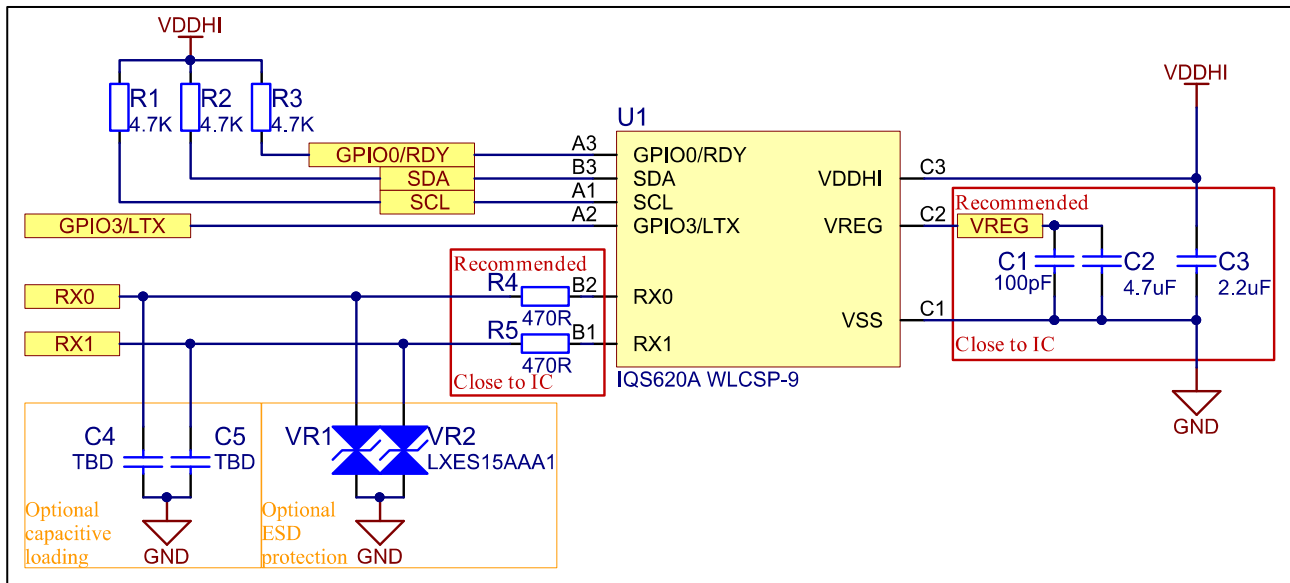 VDDHI
R1
4.7K
R2
4.7K
R3
4.7K
U1
VDDHI
GPIO0/RDY
A3
GPIO0/RDY
SDA
B3
SDA
VDDHI
C3
SCL
A1
SCL
GPIO3/LTX
A2
GPIO3/LTX
VREG
C2
Recommended
VREG
C1
100pF
C2
4.7uF
C3
2.2uF
Recommended
RX0
R4
470R
B2
RX0
RX1
R5
470R
B1
RX1
VSS
C1
Close to IC
Close to IC
IQS620A WLCSP-9
GND
C4
TBD
C5
TBD
VR1
VR2
LXES15AAA1
Optional
capacitive
loading
GND
Optional
ESD
protection
GND